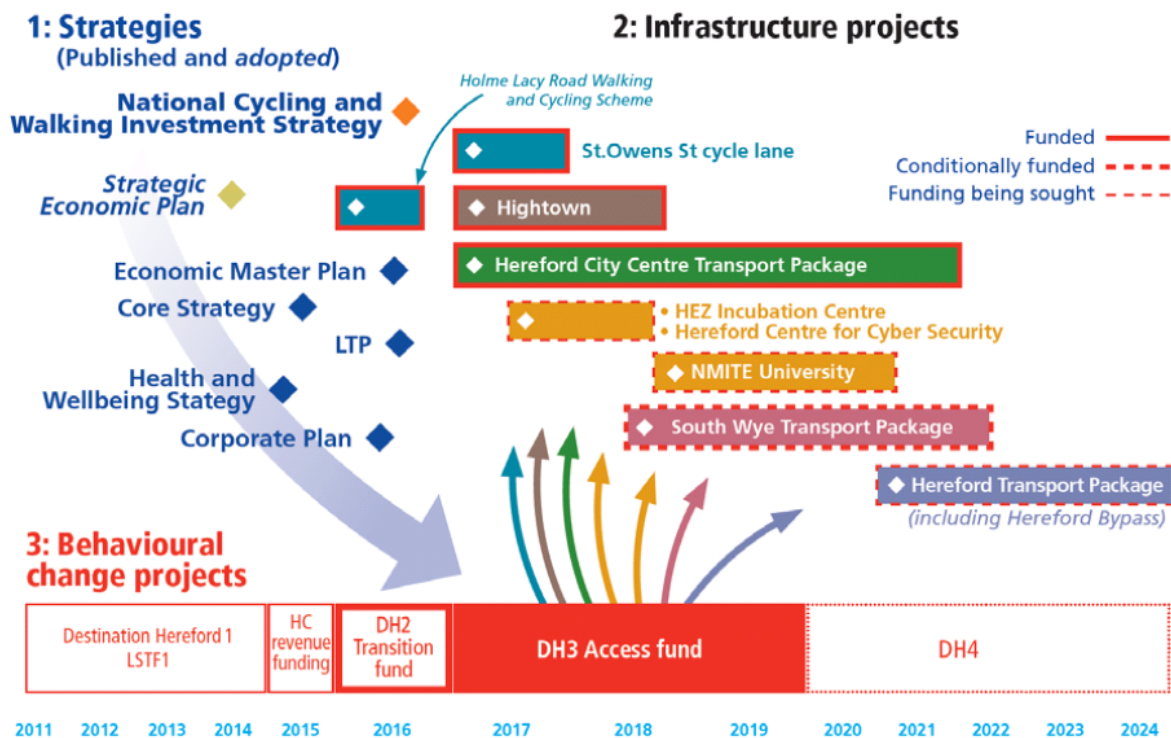 1: Strategies
(Published and adopted)
National Cycling and
Walking Investment Strategy
Strategic
Economic Plan
Economic Master Plan
Core Strategy
LTP
Health and
Wellbeing Stategy
Corporate Plan
2: Infrastructure projects
Holme Lacy Road Walking
and Cycling Scheme
St.Owens St cycle lane
Funded
Conditionally funded
Funding being sought
Hightown
Hereford City Centre Transport Package
• HEZ Incubation Centre
• Hereford Centre for Cyber Security
NMITE University
South Wye Transport Package
Hereford Transport Package
(including Hereford Bypass)
3: Behavioural
change projects
Destination Hereford 1
LSTF1
HC
revenue
funding
DH2
Transition
fund
DH3 Access fund
DH4
2011 2012 2013 2014 2015 2016 2017 2018 2019 2020 2021 2022 2023 2024